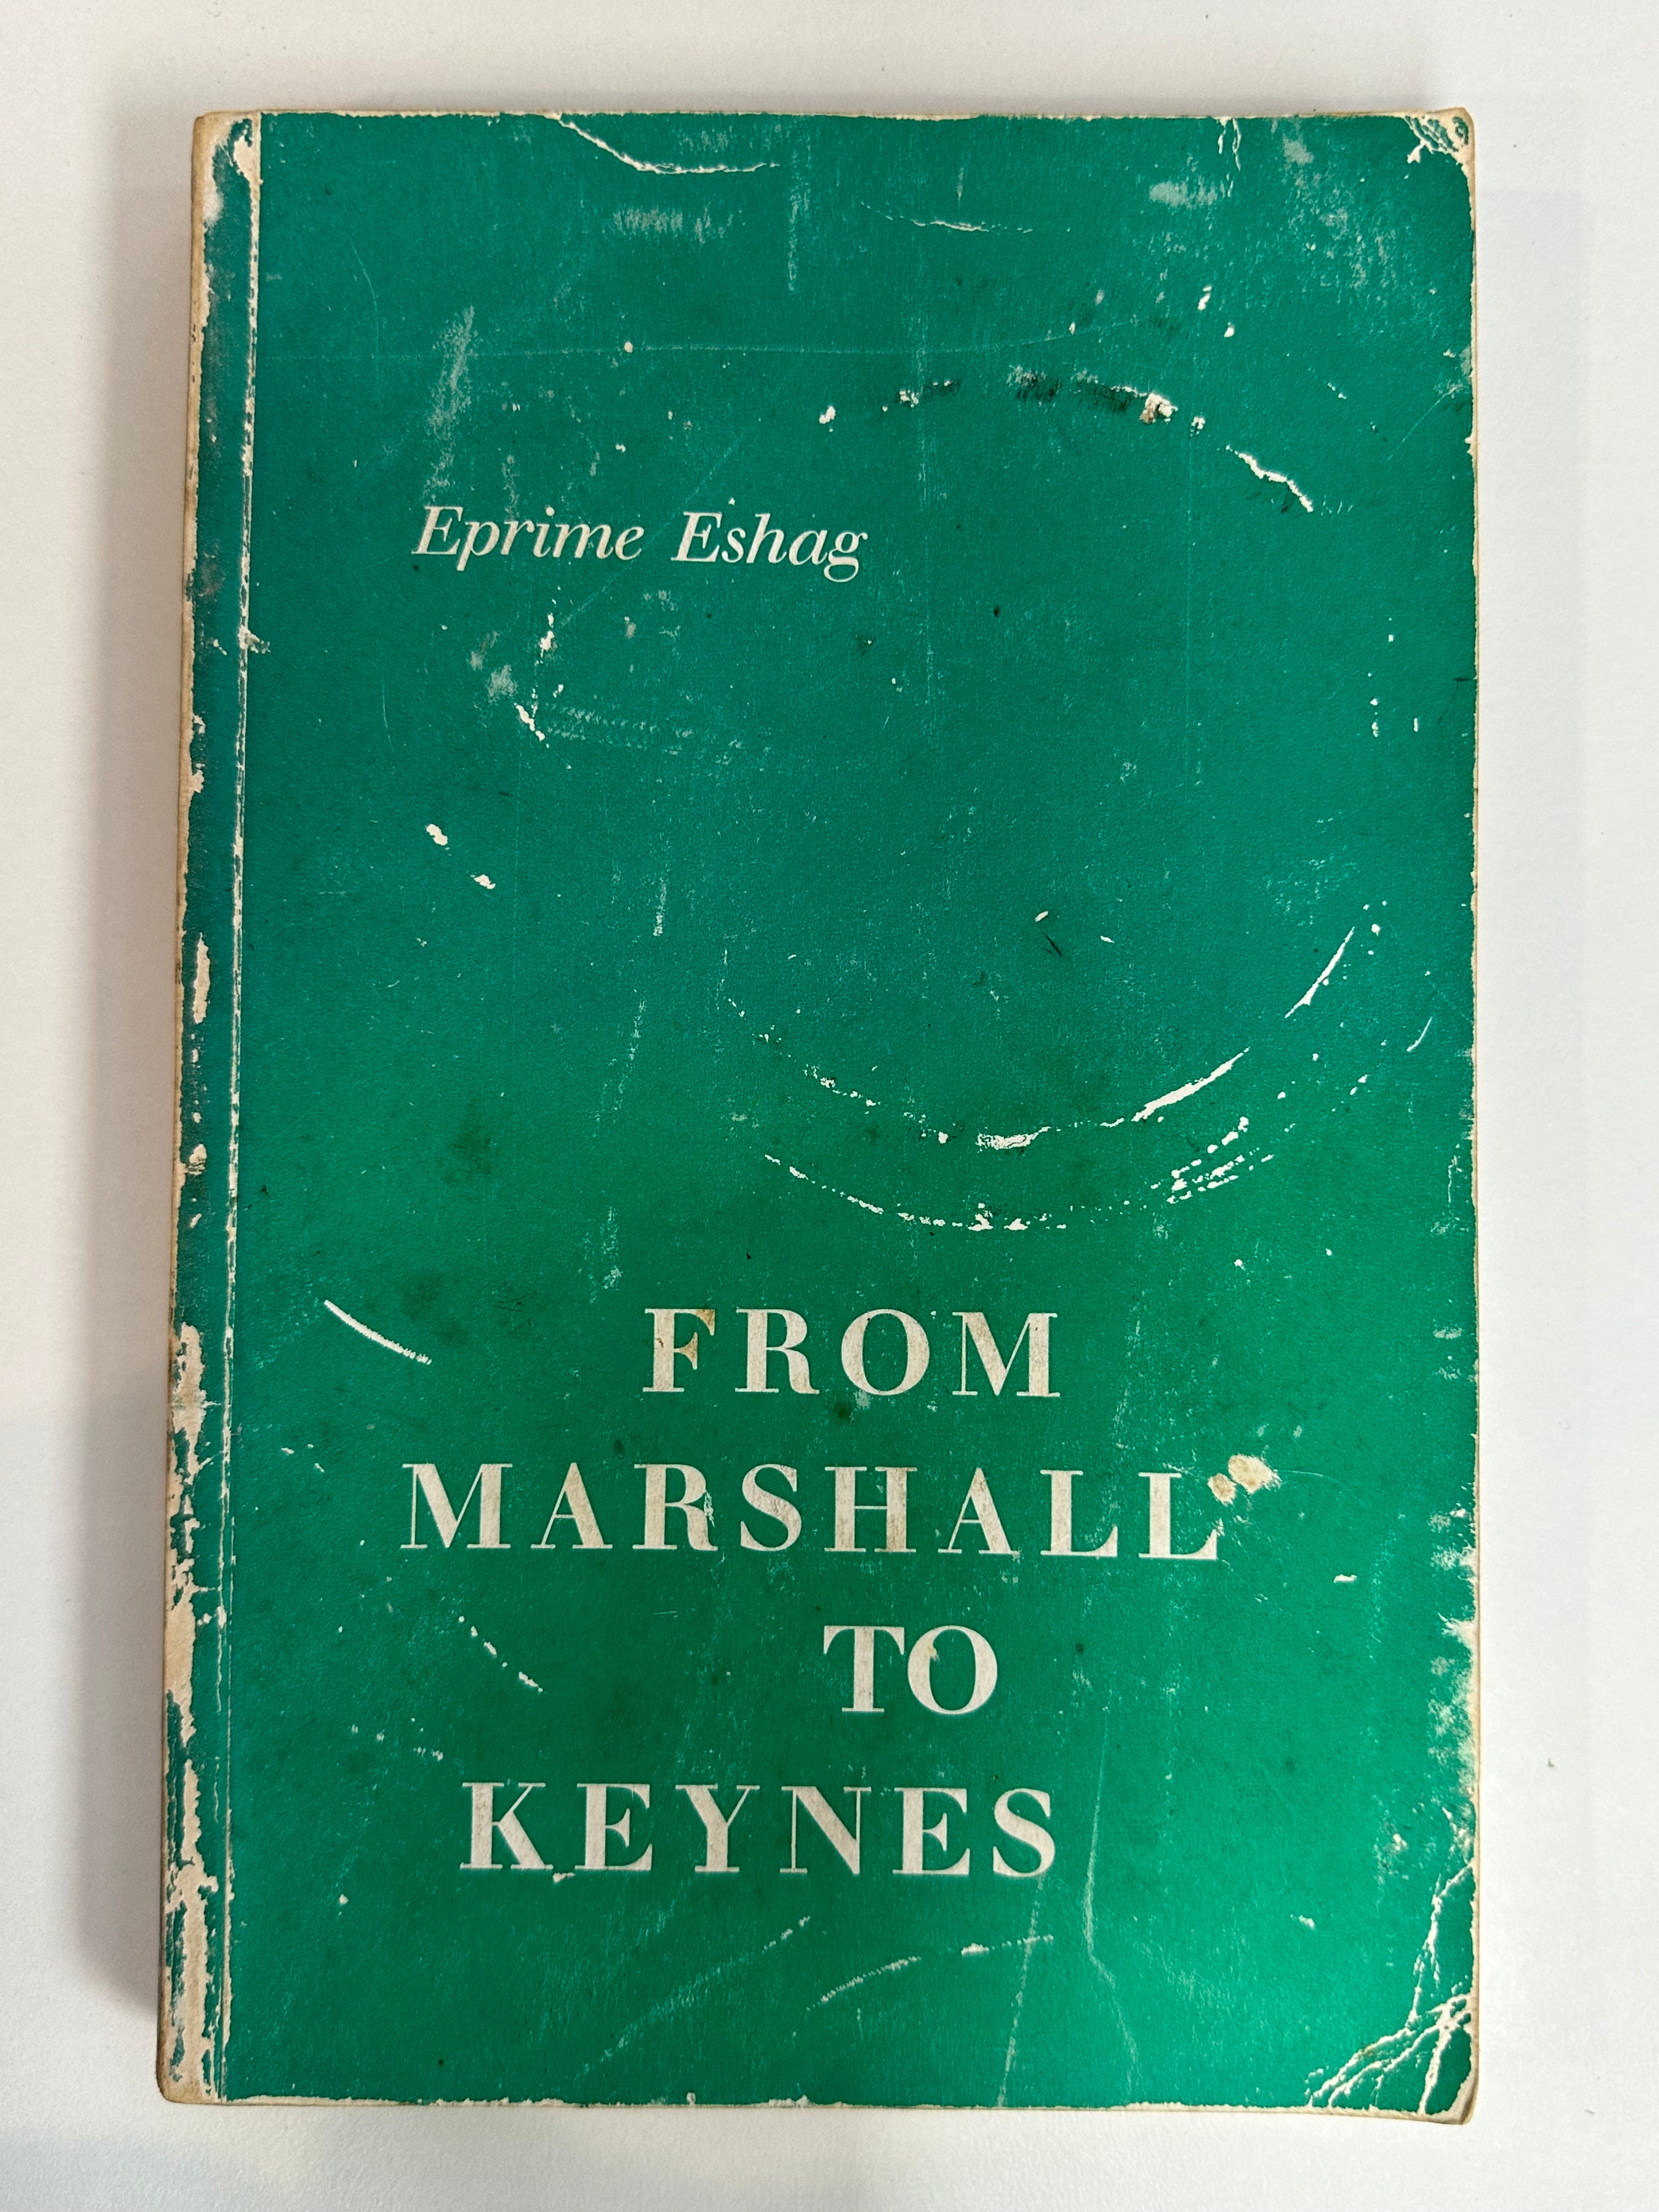 Eprime Eshag
FROM
MARSHALL
TO
KEYNES